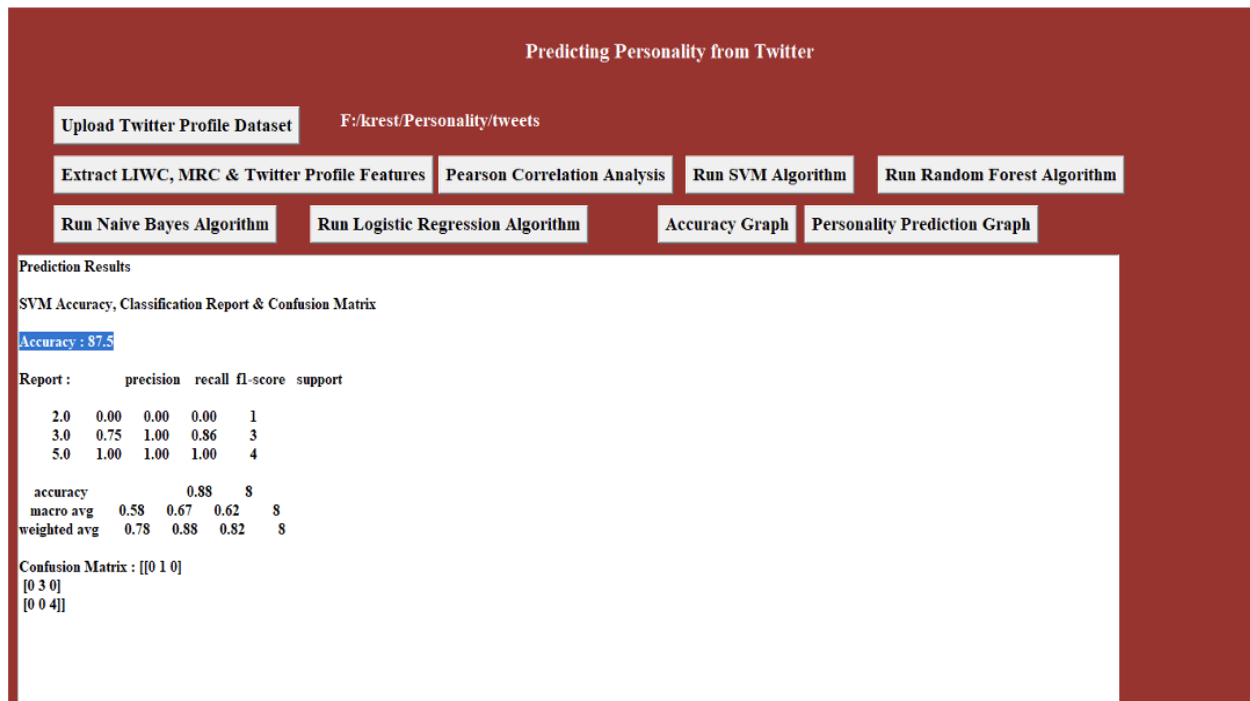 Predicting Personality from Twitter
Upload Twitter Profile Dataset F:/krest/Personality/tweets
Extract LIWC, MRC & Twitter Profile Features Pearson Correlation Analysis Run SVM Algorithm Run Random Forest Algorithm
Run Naive Bayes Algorithm Run Logistic Regression Algorithm Accuracy Graph Personality Prediction Graph
Prediction Results
SVM Accuracy, Classification Report & Confusion Matrix
Accuracy : 87.5
Report : precision recall f1-score support
2.0 0.00 0.00 0.00 1
3.0 0.75 1.00 0.86 3
5.0 1.00 1.00 1.00 4
accuracy 0.88 8
macro avg 0.58 0.67 0.62 8
weighted avg 0.78 0.88 0.82 8
Confusion Matrix : [[0 1 0]
[0 3 0]
[0 0 4]]